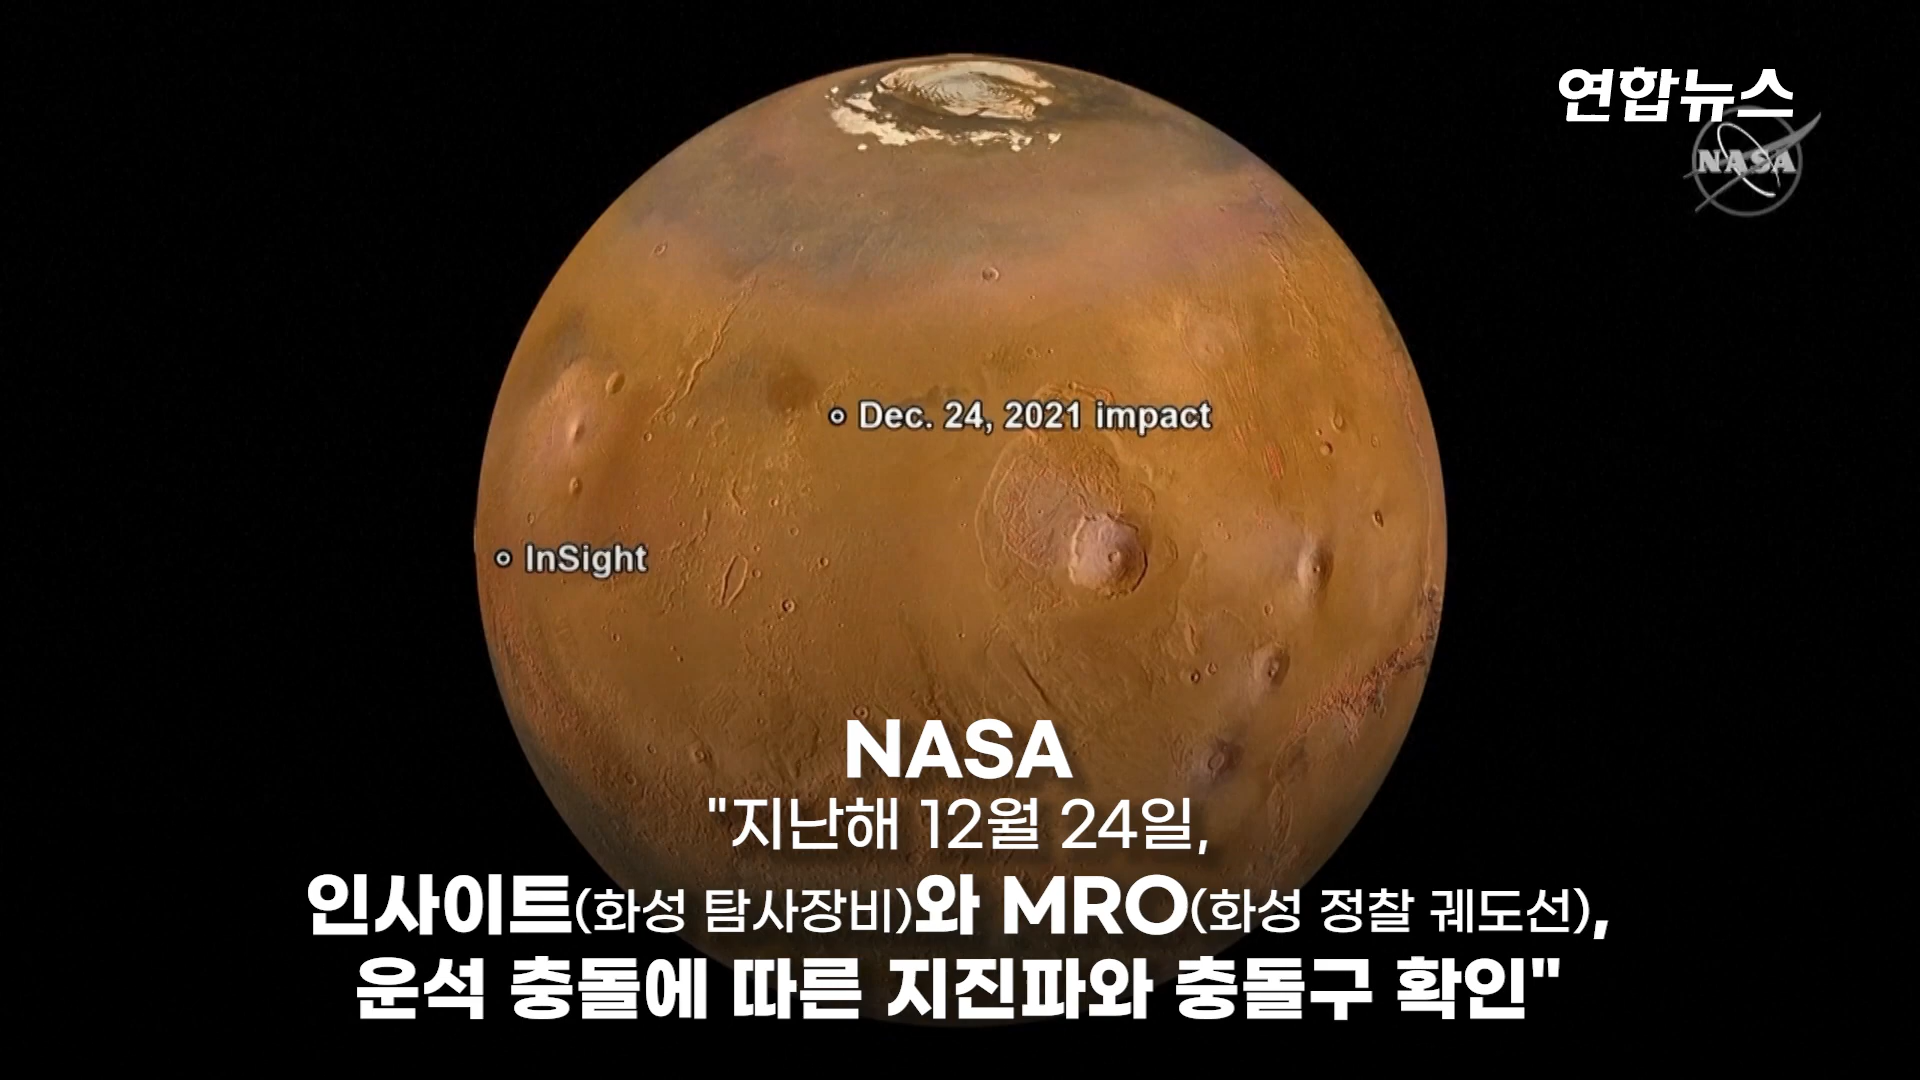 연합뉴스
NASA
Dec. 24, 2021 impact
InSight
NASA
"지난해 12월 24일,
인사이트(화성 탐사장비)와 MRO(화성 정찰 궤도선),
운석 충돌에 따른 지진파와 충돌구 확인"